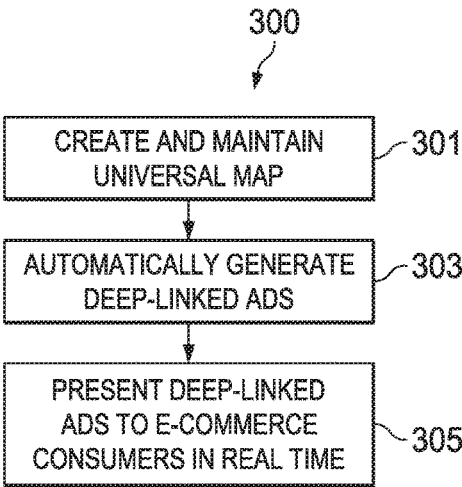 300
CREATE AND MAINTAIN
UNIVERSAL MAP
301
AUTOMATICALLY GENERATE
DEEP-LINKED ADS
303
PRESENT DEEP-LINKED
ADS TO E-COMMERCE
CONSUMERS IN REAL TIME
305